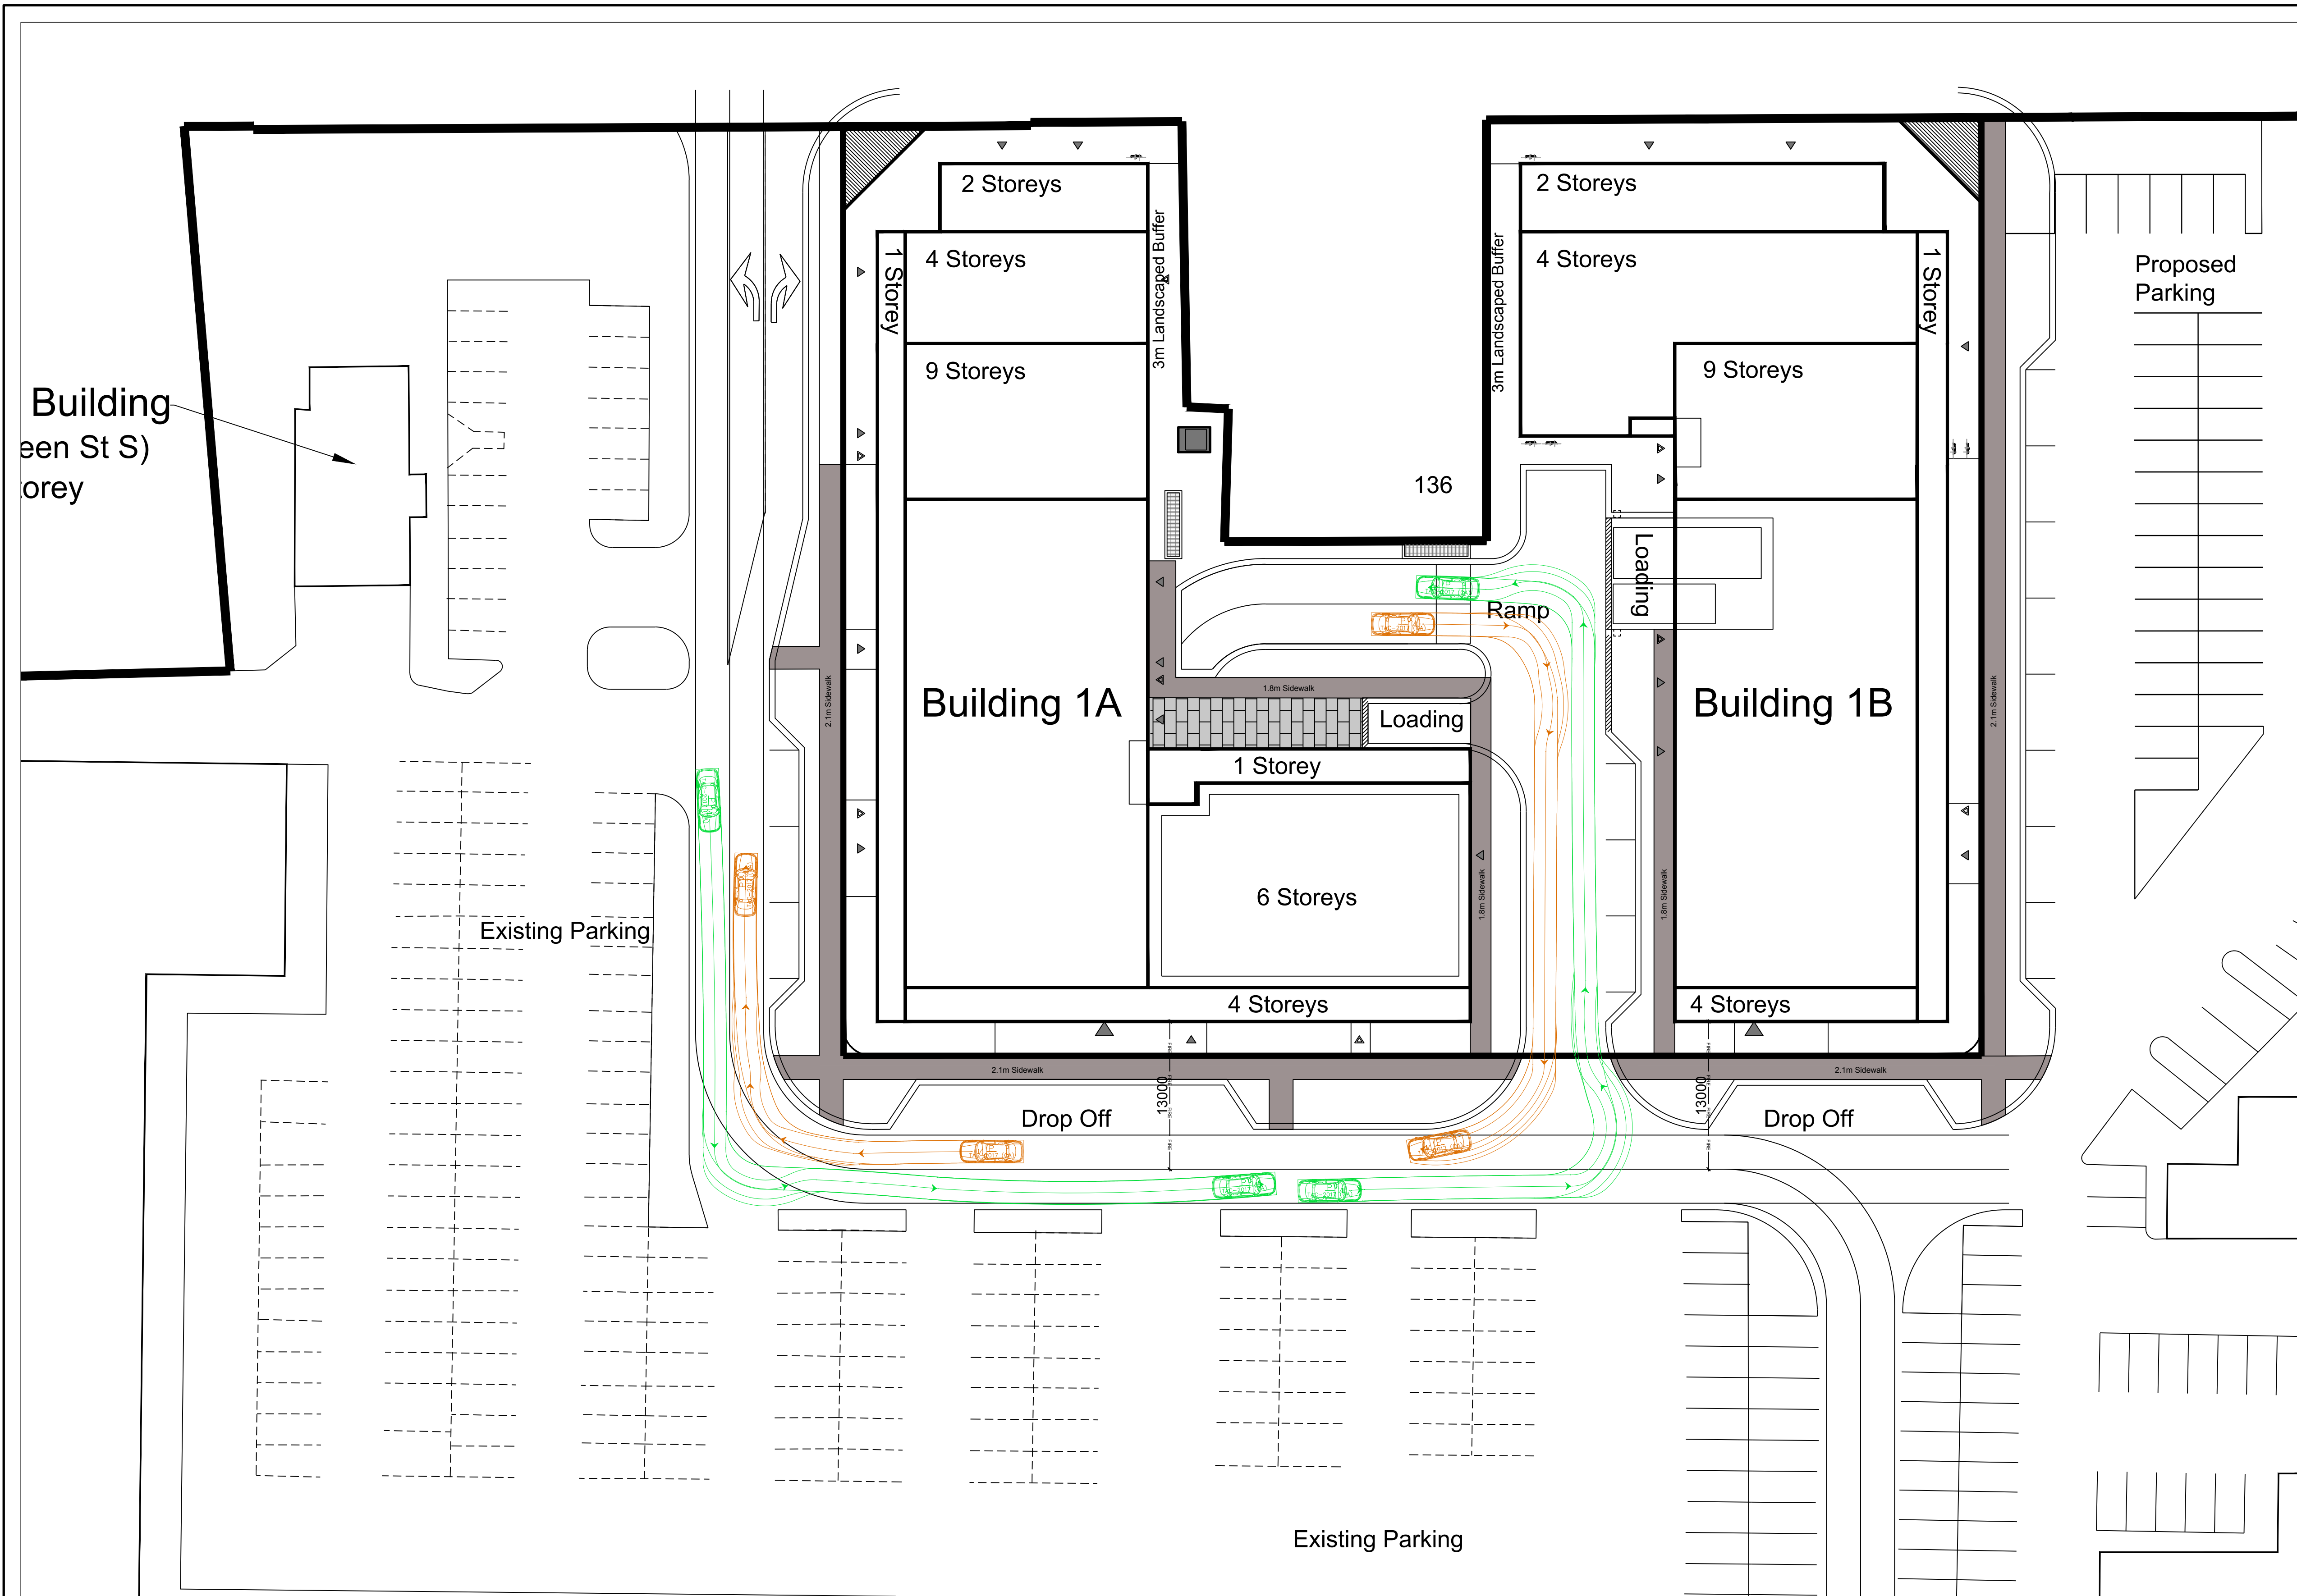 2 Storeys
2 Storeys
3m Landscaped Buffer
3m Landscaped Buffer
1 Storey
4 Storeys
4 Storeys
1 Storey
Proposed
Parking
9 Storeys
9 Storeys
Building
een St S)
orey
136
Loading
Ramp
Building 1A
1.8m Sidewalk
Loading
Building 1B
2.1m Sidewalk
2.1m Sidewalk
1 Storey
6 Storeys
1.8m Sidewalk
1.8m Sidewalk
Existing Parking
4 Storeys
4 Storeys
2.1m Sidewalk
2.1m Sidewalk
13000
13000
Drop Off
Drop Off
Existing Parking